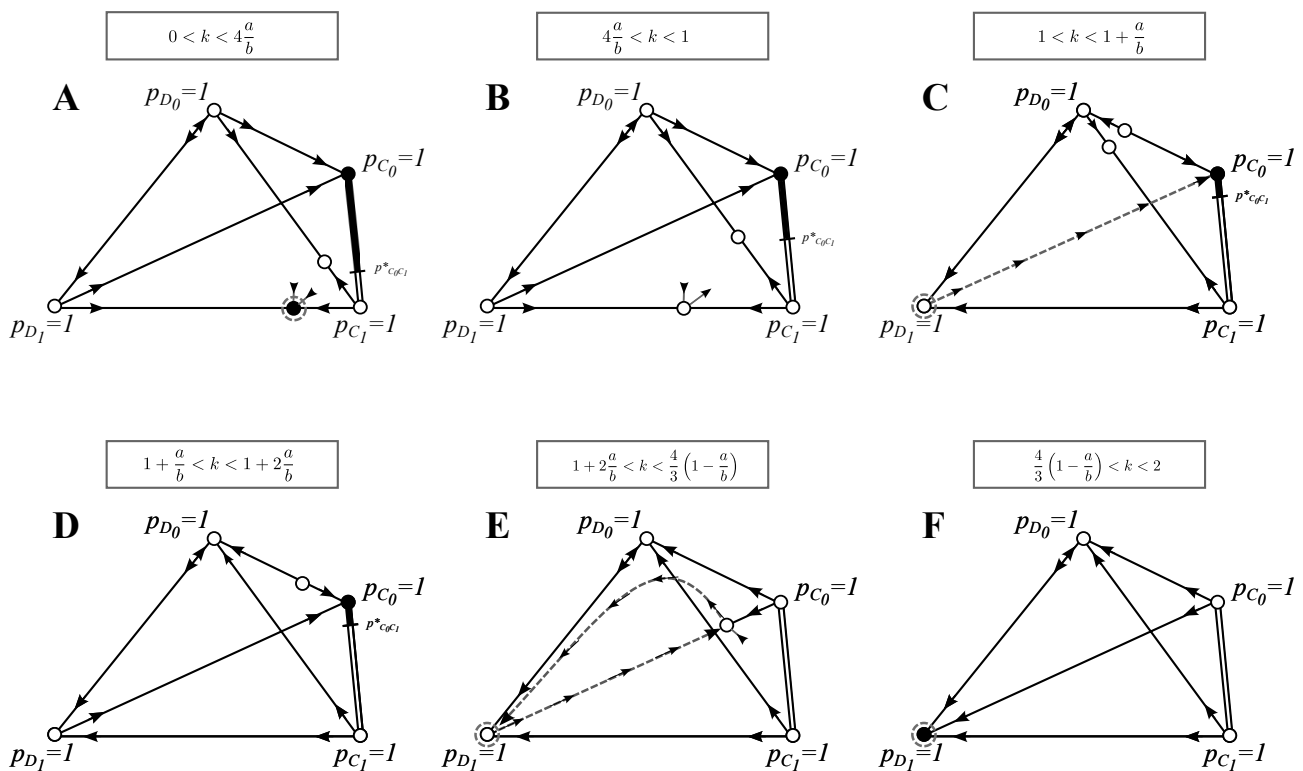 0 < k < 4 a/b
4 a/b < k < 1
1 < k < 1 + a/b
A
p_{D_0}=1
p_{C_0}=1
p*_{C_0C_1}
p_{D_1}=1
p_{C_1}=1
B
p_{D_0}=1
p_{C_0}=1
p*_{C_0C_1}
p_{D_1}=1
p_{C_1}=1
C
p_{D_0}=1
p_{C_0}=1
p*_{C_0C_1}
p_{D_1}=1
p_{C_1}=1
1 + a/b < k < 1 + 2 a/b
1 + 2 a/b < k < 4/3 (1 − a/b)
4/3 (1 − a/b) < k < 2
D
p_{D_0}=1
p_{C_0}=1
p*_{C_0C_1}
p_{D_1}=1
p_{C_1}=1
E
p_{D_0}=1
p_{C_0}=1
p_{D_1}=1
p_{C_1}=1
F
p_{D_0}=1
p_{C_0}=1
p_{D_1}=1
p_{C_1}=1